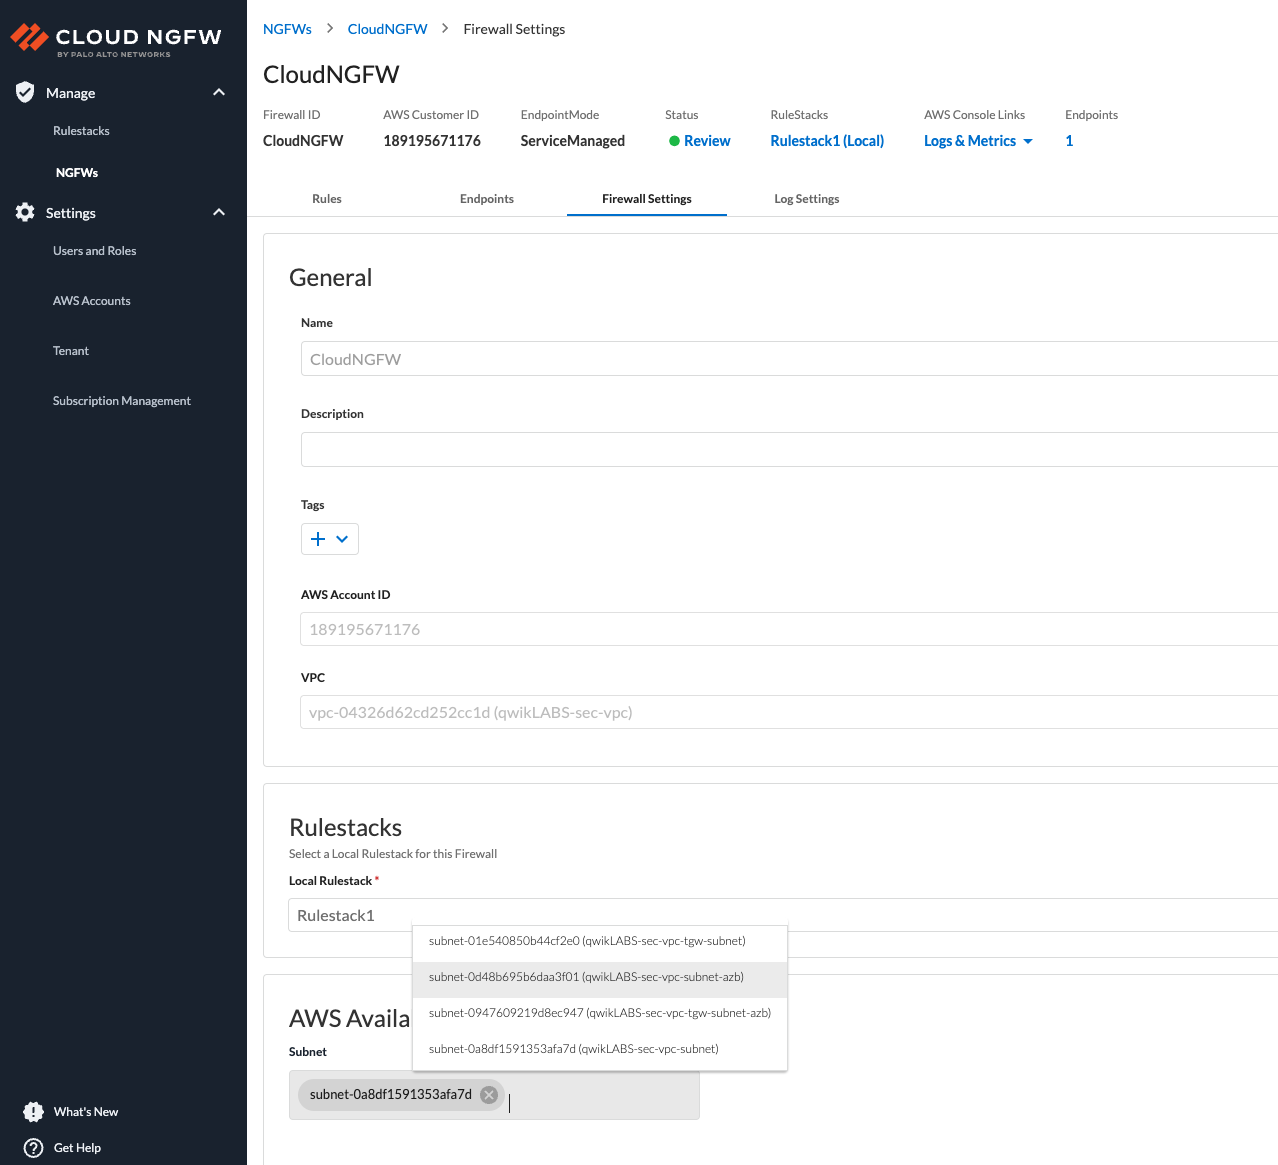 CLOUD NGFW
BY PALO ALTO NETWORKS
Manage
Rulestacks
NGFWs
Settings
Users and Roles
AWS Accounts
Tenant
Subscription Management
What's New
Get Help
NGFWs > CloudNGFW > Firewall Settings
CloudNGFW
Firewall ID AWS Customer ID EndpointMode Status RuleStacks AWS Console Links Endpoints
CloudNGFW 189195671176 ServiceManaged Review Rulestack1 (Local) Logs & Metrics 1
Rules Endpoints Firewall Settings Log Settings
General
Name
CloudNGFW
Description
Tags
AWS Account ID
189195671176
VPC
vpc-04326d62cd252cc1d (qwikLABS-sec-vpc)
Rulestacks
Select a Local Rulestack for this Firewall
Local Rulestack *
Rulestack1
subnet-01e540850b44cf2e0 (qwikLABS-sec-vpc-tgw-subnet)
subnet-0d48b695b6daa3f01 (qwikLABS-sec-vpc-subnet-azb)
subnet-0947609219d8ec947 (qwikLABS-sec-vpc-tgw-subnet-azb)
subnet-0a8df1591353afa7d (qwikLABS-sec-vpc-subnet)
AWS Availa
Subnet
subnet-0a8df1591353afa7d